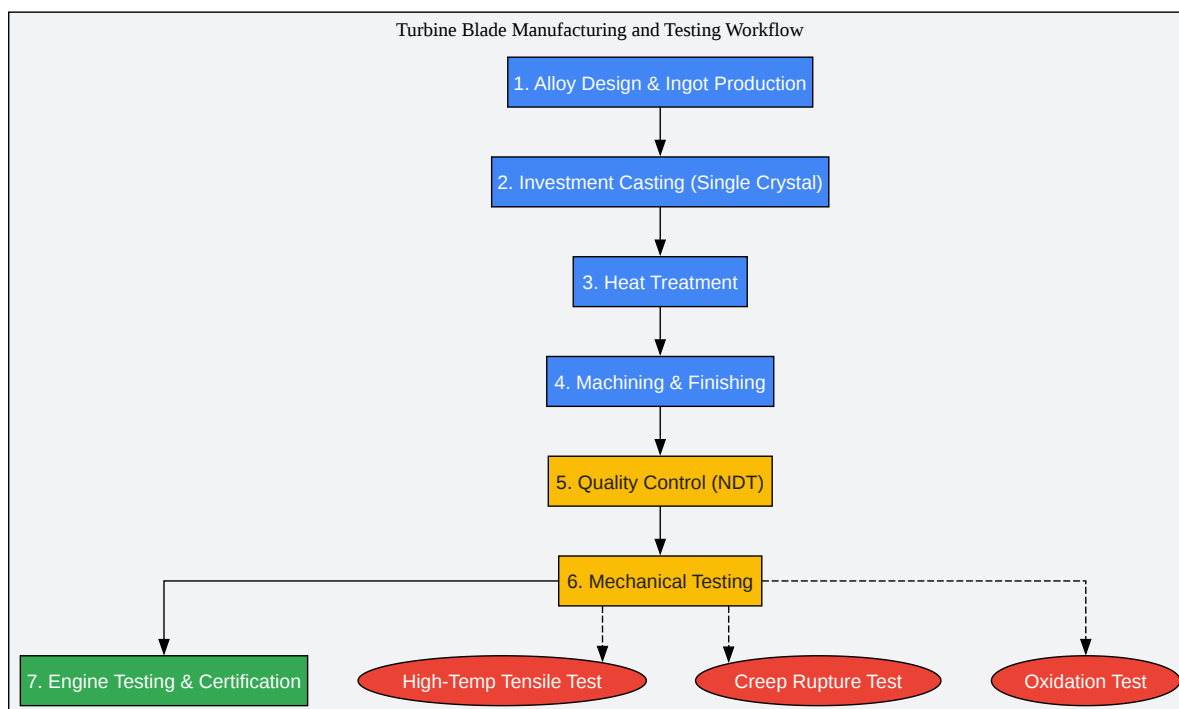 Turbine Blade Manufacturing and Testing Workflow
1. Alloy Design & Ingot Production
2. Investment Casting (Single Crystal)
3. Heat Treatment
4. Machining & Finishing
5. Quality Control (NDT)
6. Mechanical Testing
7. Engine Testing & Certification
High-Temp Tensile Test
Creep Rupture Test
Oxidation Test